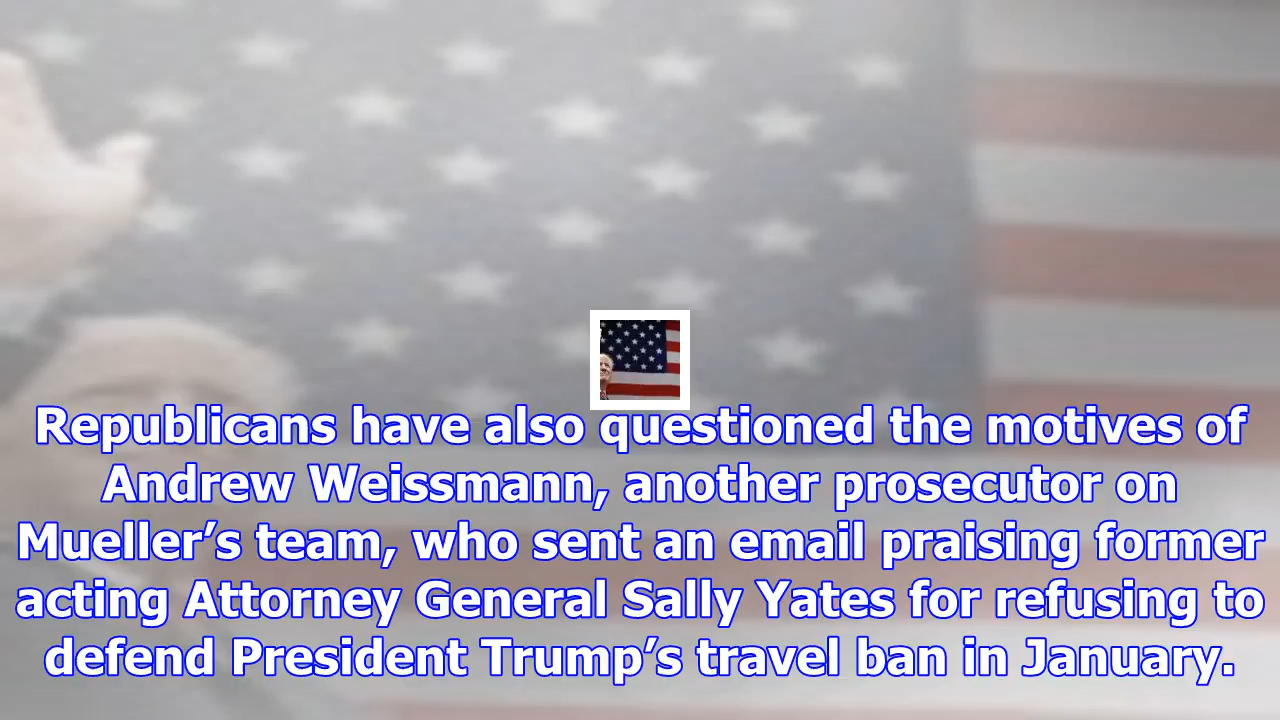 Republicans have also questioned the motives of
Andrew Weissmann, another prosecutor on
Mueller’s team, who sent an email praising former
acting Attorney General Sally Yates for refusing to
defend President Trump’s travel ban in January.